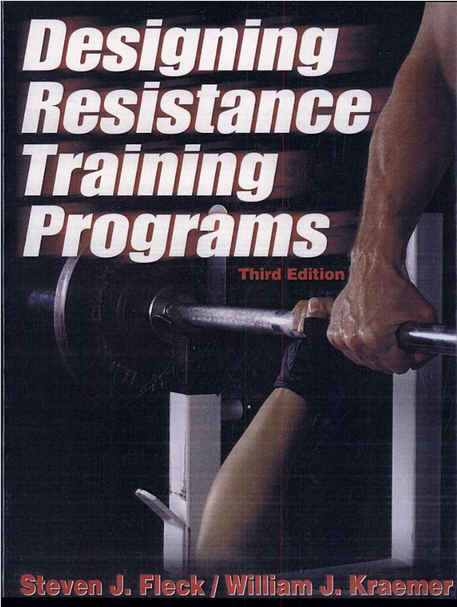 Designing
Resistance
Training
Programs
Third Edition
Steven J. Fleck / William J. Kraemer